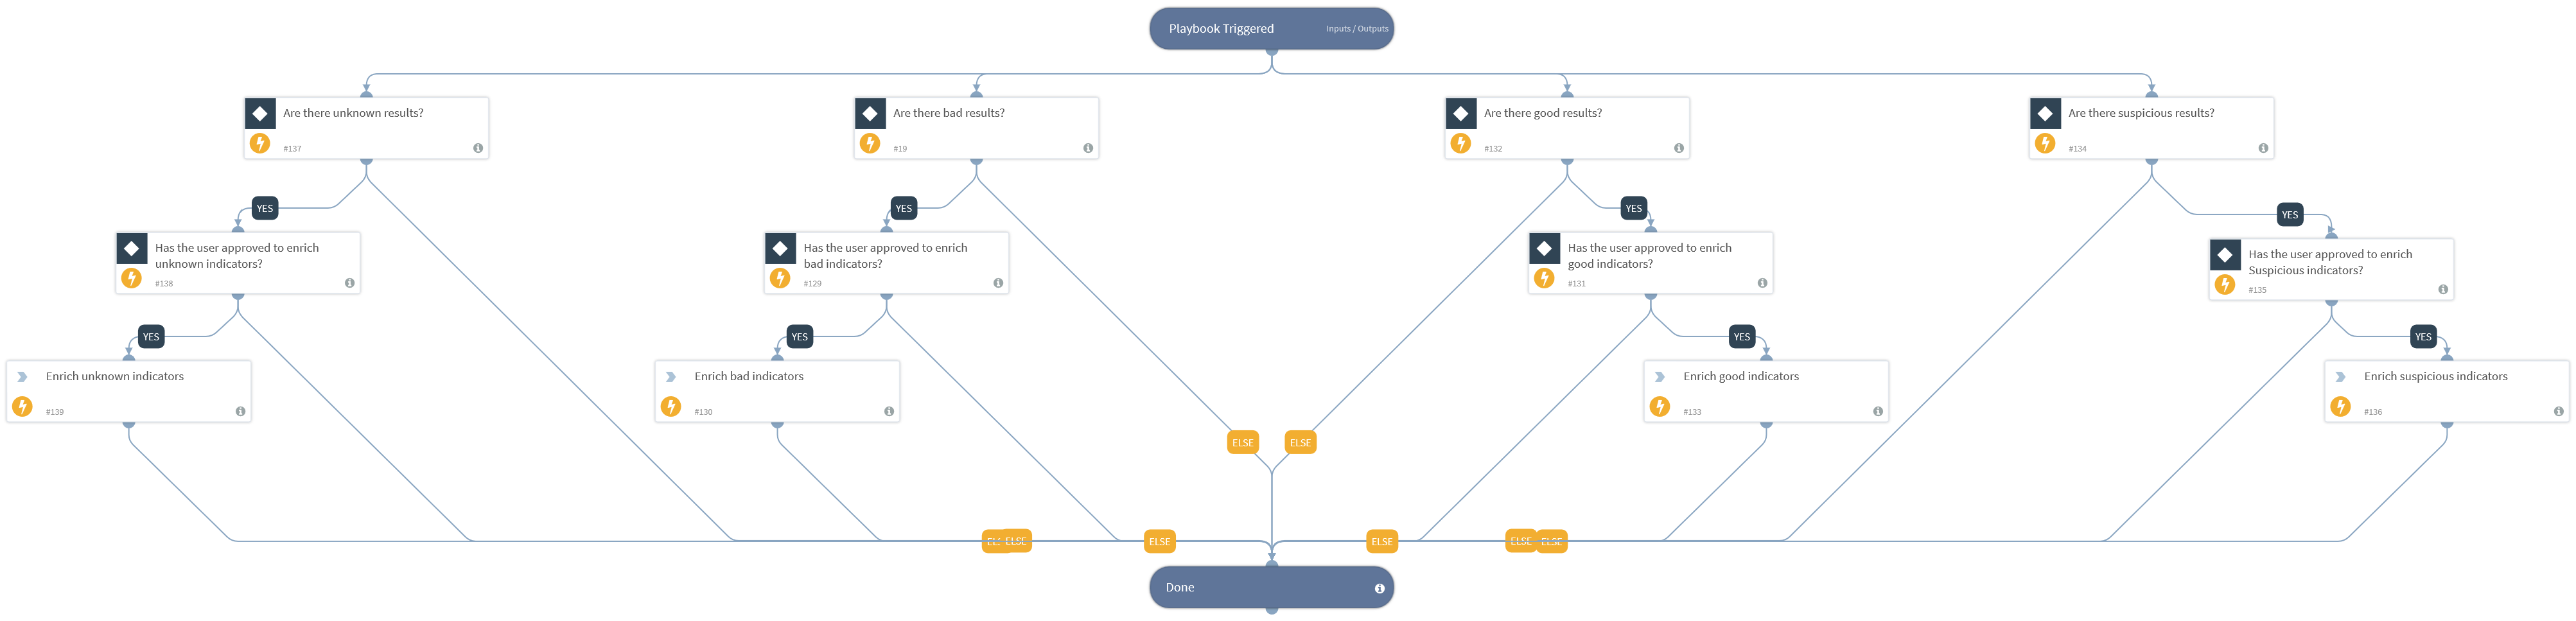 Playbook Triggered
Inputs / Outputs
Are there unknown results?
#137
Are there bad results?
#19
Are there good results?
#132
Are there suspicious results?
#134
YES
YES
YES
YES
Has the user approved to enrich
unknown indicators?
#138
Has the user approved to enrich
bad indicators?
#129
Has the user approved to enrich
good indicators?
#131
Has the user approved to enrich
Suspicious indicators?
#135
YES
YES
YES
YES
Enrich unknown indicators
#139
Enrich bad indicators
#130
Enrich good indicators
#133
Enrich suspicious indicators
#136
ELSE
ELSE
ELSE
ELSE
ELSE
ELSE
ELSE
Done